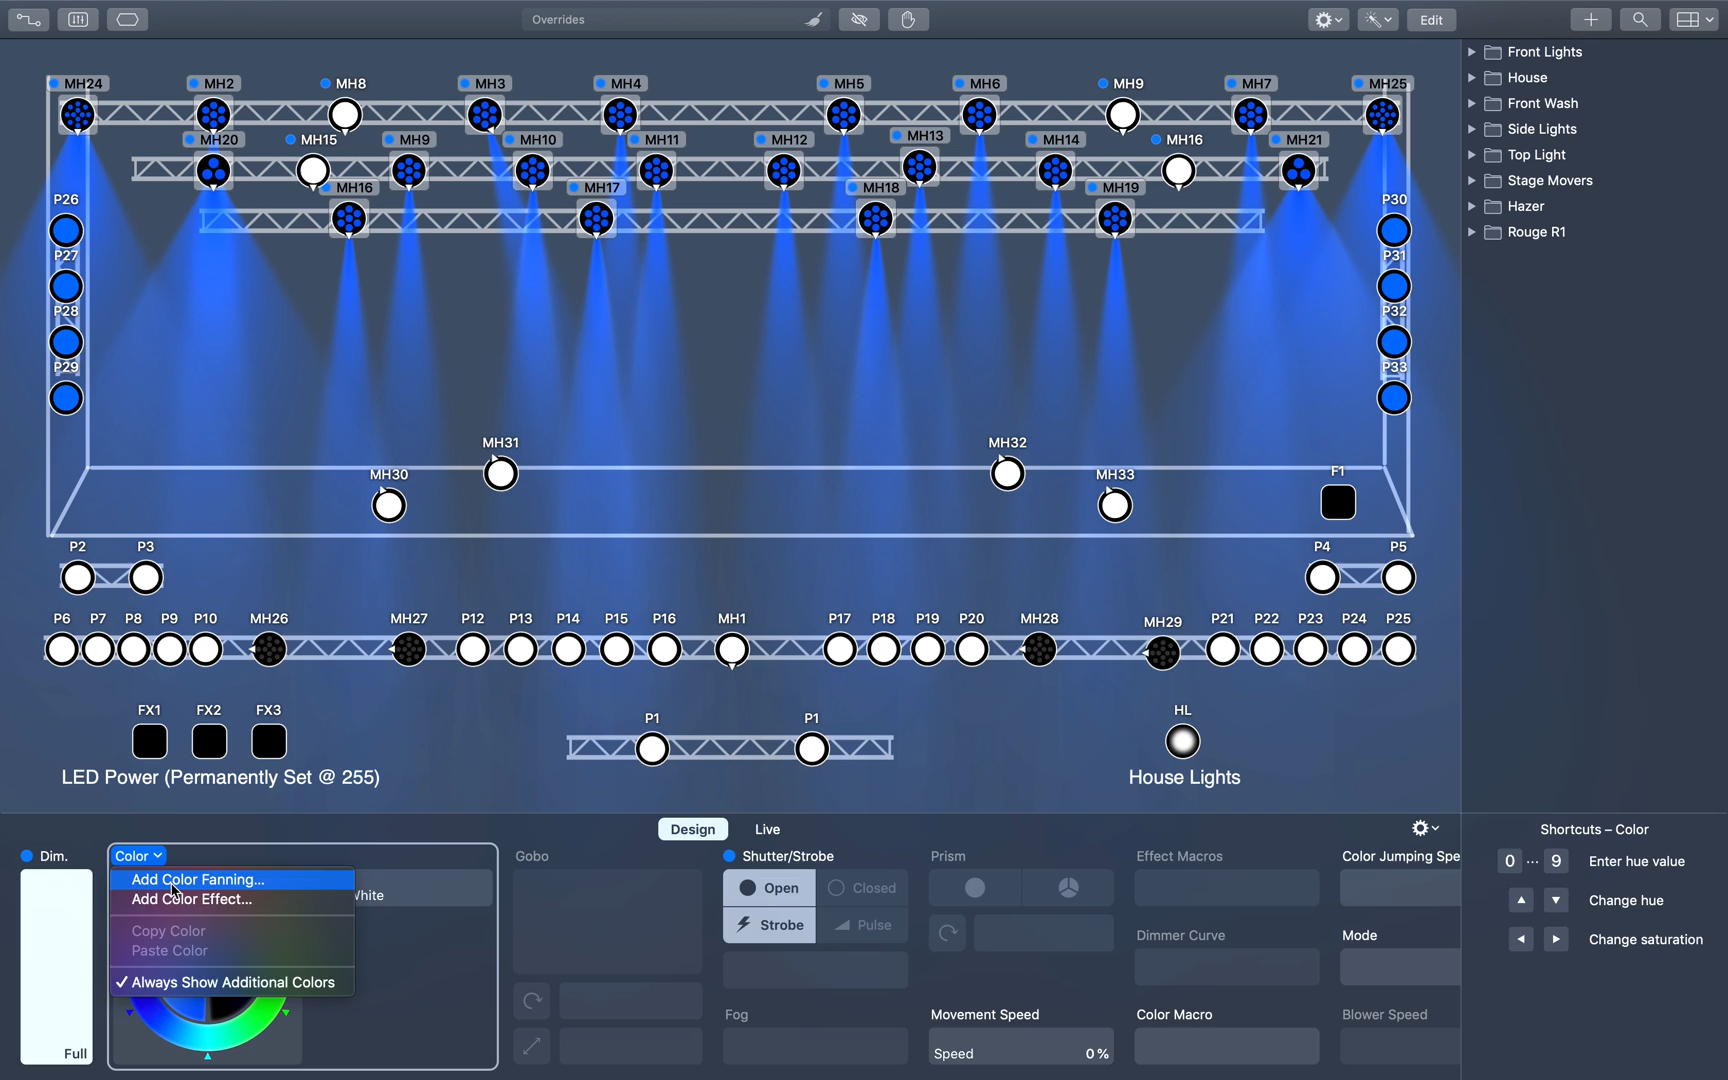 Overrides
Edit
MH24 MH2 MH8 MH3 MH4 MH5 MH6 MH9 MH7 MH25
MH20 MH15 MH9 MH10 MH11 MH12 MH13 MH14 MH16 MH21
MH16 MH17 MH18 MH19
P26 P30
P27 P31
P28 P32
P29 P33
MH31 MH32
MH30 MH33 F1
P2 P3 P4 P5
P6 P7 P8 P9 P10 MH26 MH27 P12 P13 P14 P15 P16 MH1 P17 P18 P19 P20 MH28 MH29 P21 P22 P23 P24 P25
FX1 FX2 FX3 P1 P1 HL
LED Power (Permanently Set @ 255)
House Lights
Front Lights
House
Front Wash
Side Lights
Top Light
Stage Movers
Hazer
Rouge R1
Design Live
Dim.
Full
Color
Add Color Fanning...
Add Color Effect...
Copy Color
Paste Color
✓ Always Show Additional Colors
Gobo
Shutter/Strobe
Open Closed
Strobe Pulse
Fog
Prism
Movement Speed
Speed 0 %
Effect Macros
Dimmer Curve
Color Macro
Color Jumping Spe
Mode
Blower Speed
Shortcuts – Color
0 ... 9 Enter hue value
Change hue
Change saturation